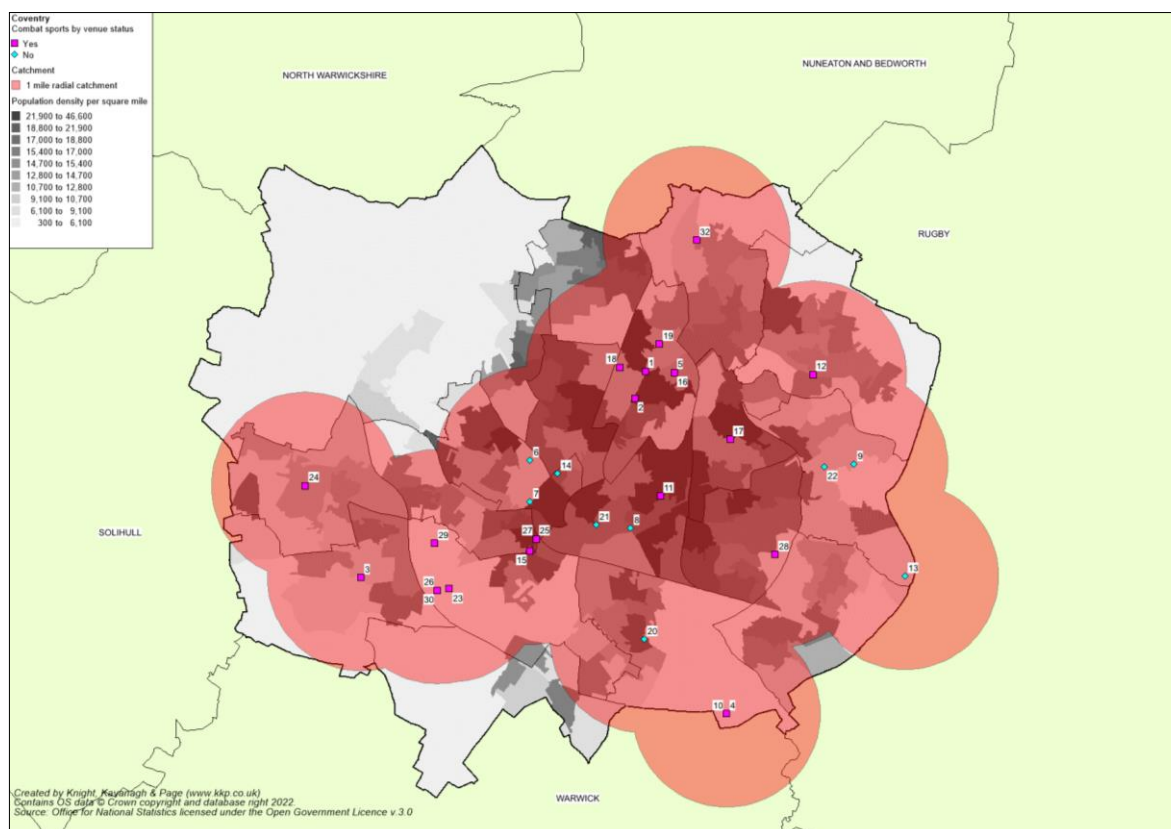 Coventry
Combat sports by venue status
Yes
No
Catchment
1 mile radial catchment
Population density per square mile
21,900 to 46,600
18,800 to 21,900
17,000 to 18,800
15,400 to 17,000
14,700 to 15,400
12,800 to 14,700
10,700 to 12,800
9,100 to 10,700
6,100 to 9,100
300 to 6,100
NORTH WARWICKSHIRE
NUNEATON AND BEDWORTH
RUGBY
32
19
18
1
5
16
12
2
17
6
14
22
9
24
7
11
SOLIHULL
21
8
27
25
29
15
28
3
13
26
30
23
20
10
4
WARWICK
Created by Knight, Kavanagh & Page (www.kkp.co.uk)
Contains OS data © Crown copyright and database right 2022.
Source: Office for National Statistics licensed under the Open Government Licence v.3.0